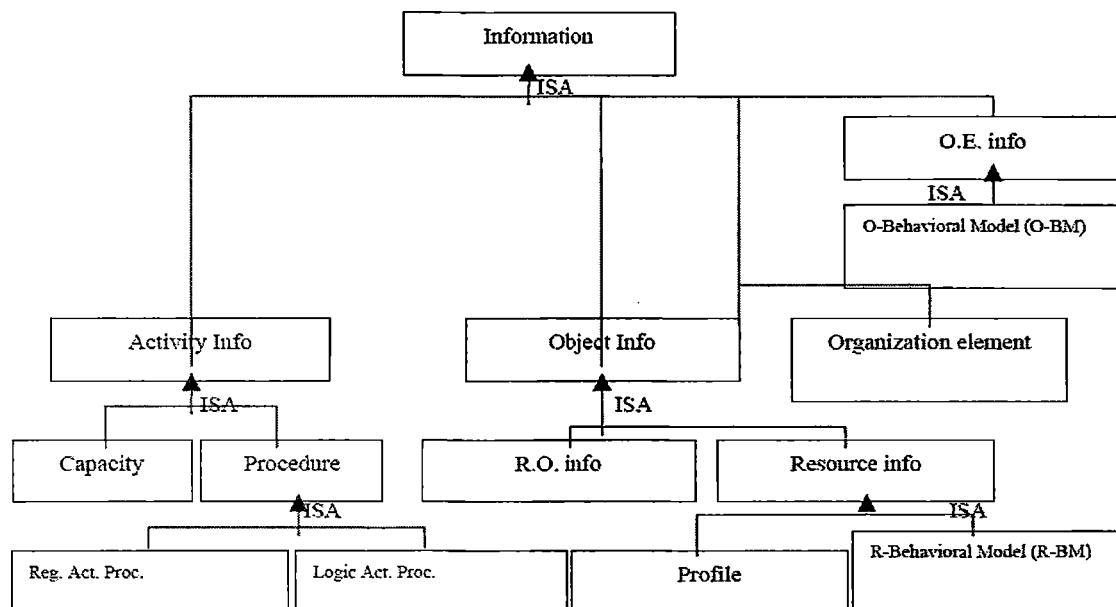 Information
ISA
O.E. info
ISA
O-Behavioral Model (O-BM)
Activity Info
Object Info
Organization element
ISA
ISA
Capacity
Procedure
R.O. info
Resource info
ISA
ISA
Reg. Act. Proc.
Logic Act. Proc.
Profile
R-Behavioral Model (R-BM)